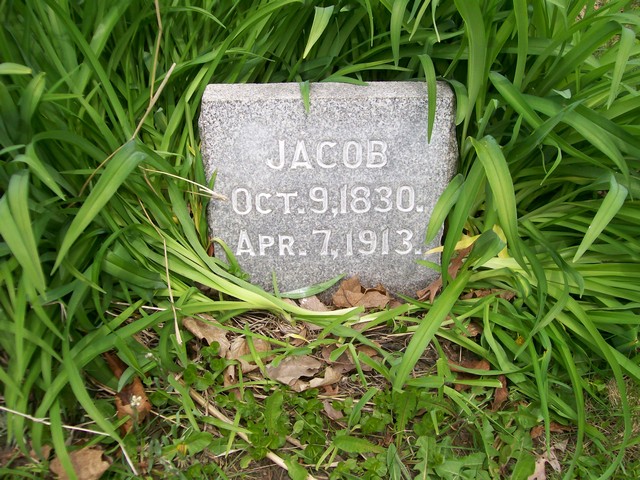 JACOB
OCT. 9, 1830.
APR. 7, 1913.